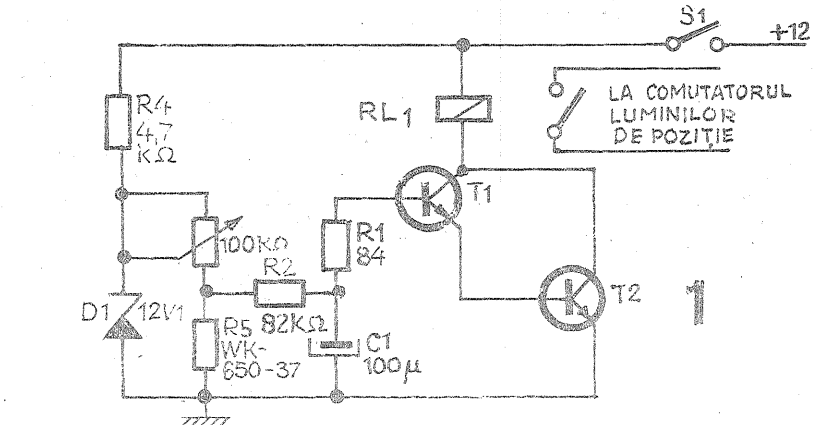 S1
+12
R4
4,7
KΩ
RL1
LA COMUTATORUL
LUMINILOR
DE POZIȚIE
T1
100KΩ
R1
84
R2
82KΩ
D1
12V1
R5
WK-
650-37
C1
100µ
T2
1